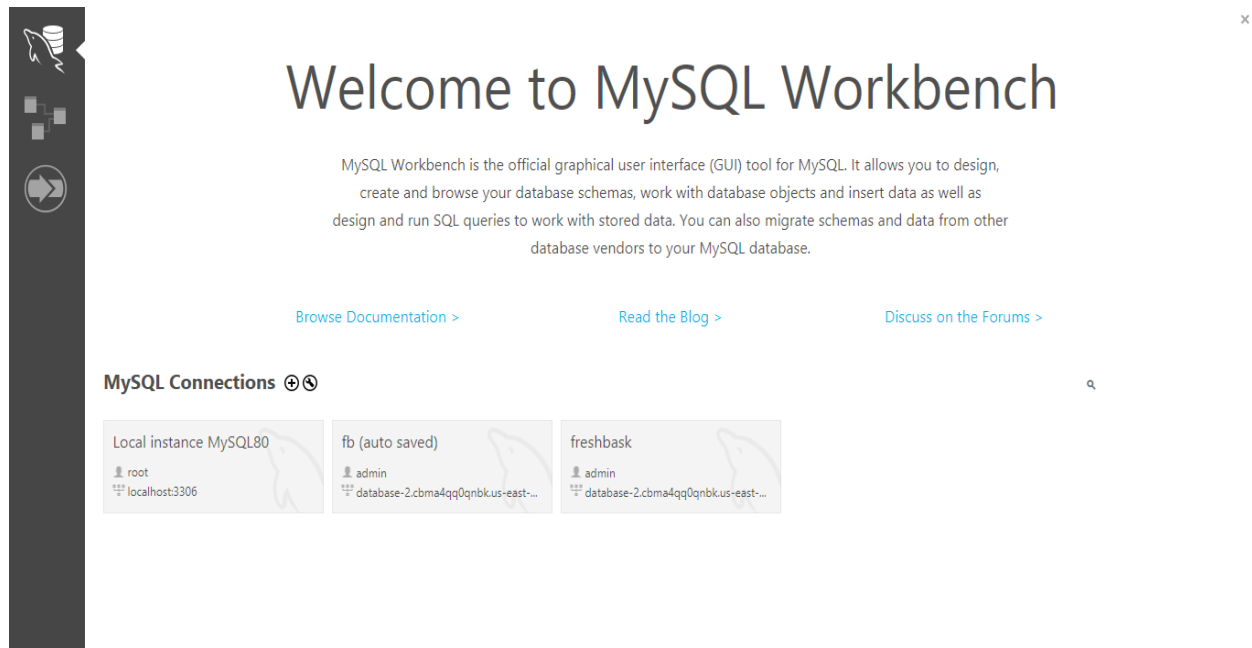 x
Welcome to MySQL Workbench
MySQL Workbench is the official graphical user interface (GUI) tool for MySQL. It allows you to design,
create and browse your database schemas, work with database objects and insert data as well as
design and run SQL queries to work with stored data. You can also migrate schemas and data from other
database vendors to your MySQL database.
Browse Documentation >
Read the Blog >
Discuss on the Forums >
MySQL Connections
Local instance MySQL80
root
localhost:3306
fb (auto saved)
admin
database-2.cbma4qq0qnbk.us-east-...
freshbask
admin
database-2.cbma4qq0qnbk.us-east-...